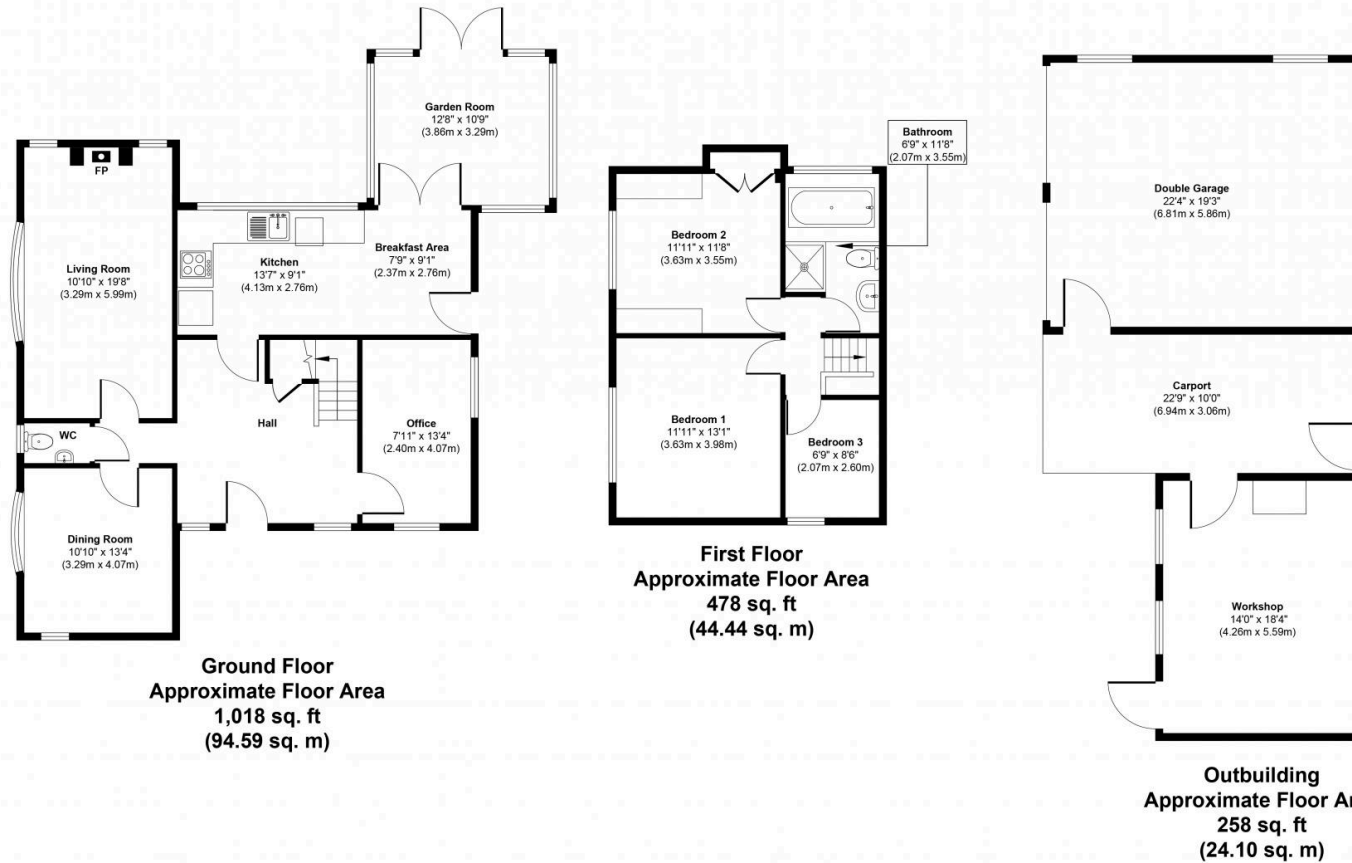 Garden Room
12'8" x 10'9"
(3.86m x 3.29m)
FP
Living Room
10'10" x 19'8"
(3.29m x 5.99m)
Kitchen
13'7" x 9'1"
(4.13m x 2.76m)
Breakfast Area
7'9" x 9'1"
(2.37m x 2.76m)
WC
Hall
Office
7'11" x 13'4"
(2.40m x 4.07m)
Dining Room
10'10" x 13'4"
(3.29m x 4.07m)
Ground Floor
Approximate Floor Area
1,018 sq. ft
(94.59 sq. m)
Bathroom
6'9" x 11'8"
(2.07m x 3.55m)
Bedroom 2
11'11" x 11'8"
(3.63m x 3.55m)
Bedroom 1
11'11" x 13'1"
(3.63m x 3.98m)
Bedroom 3
6'9" x 8'6"
(2.07m x 2.60m)
First Floor
Approximate Floor Area
478 sq. ft
(44.44 sq. m)
Double Garage
22'4" x 19'3"
(6.81m x 5.86m)
Carport
22'9" x 10'0"
(6.94m x 3.06m)
Workshop
14'0" x 18'4"
(4.26m x 5.59m)
Outbuilding
Approximate Floor Ar
258 sq. ft
(24.10 sq. m)